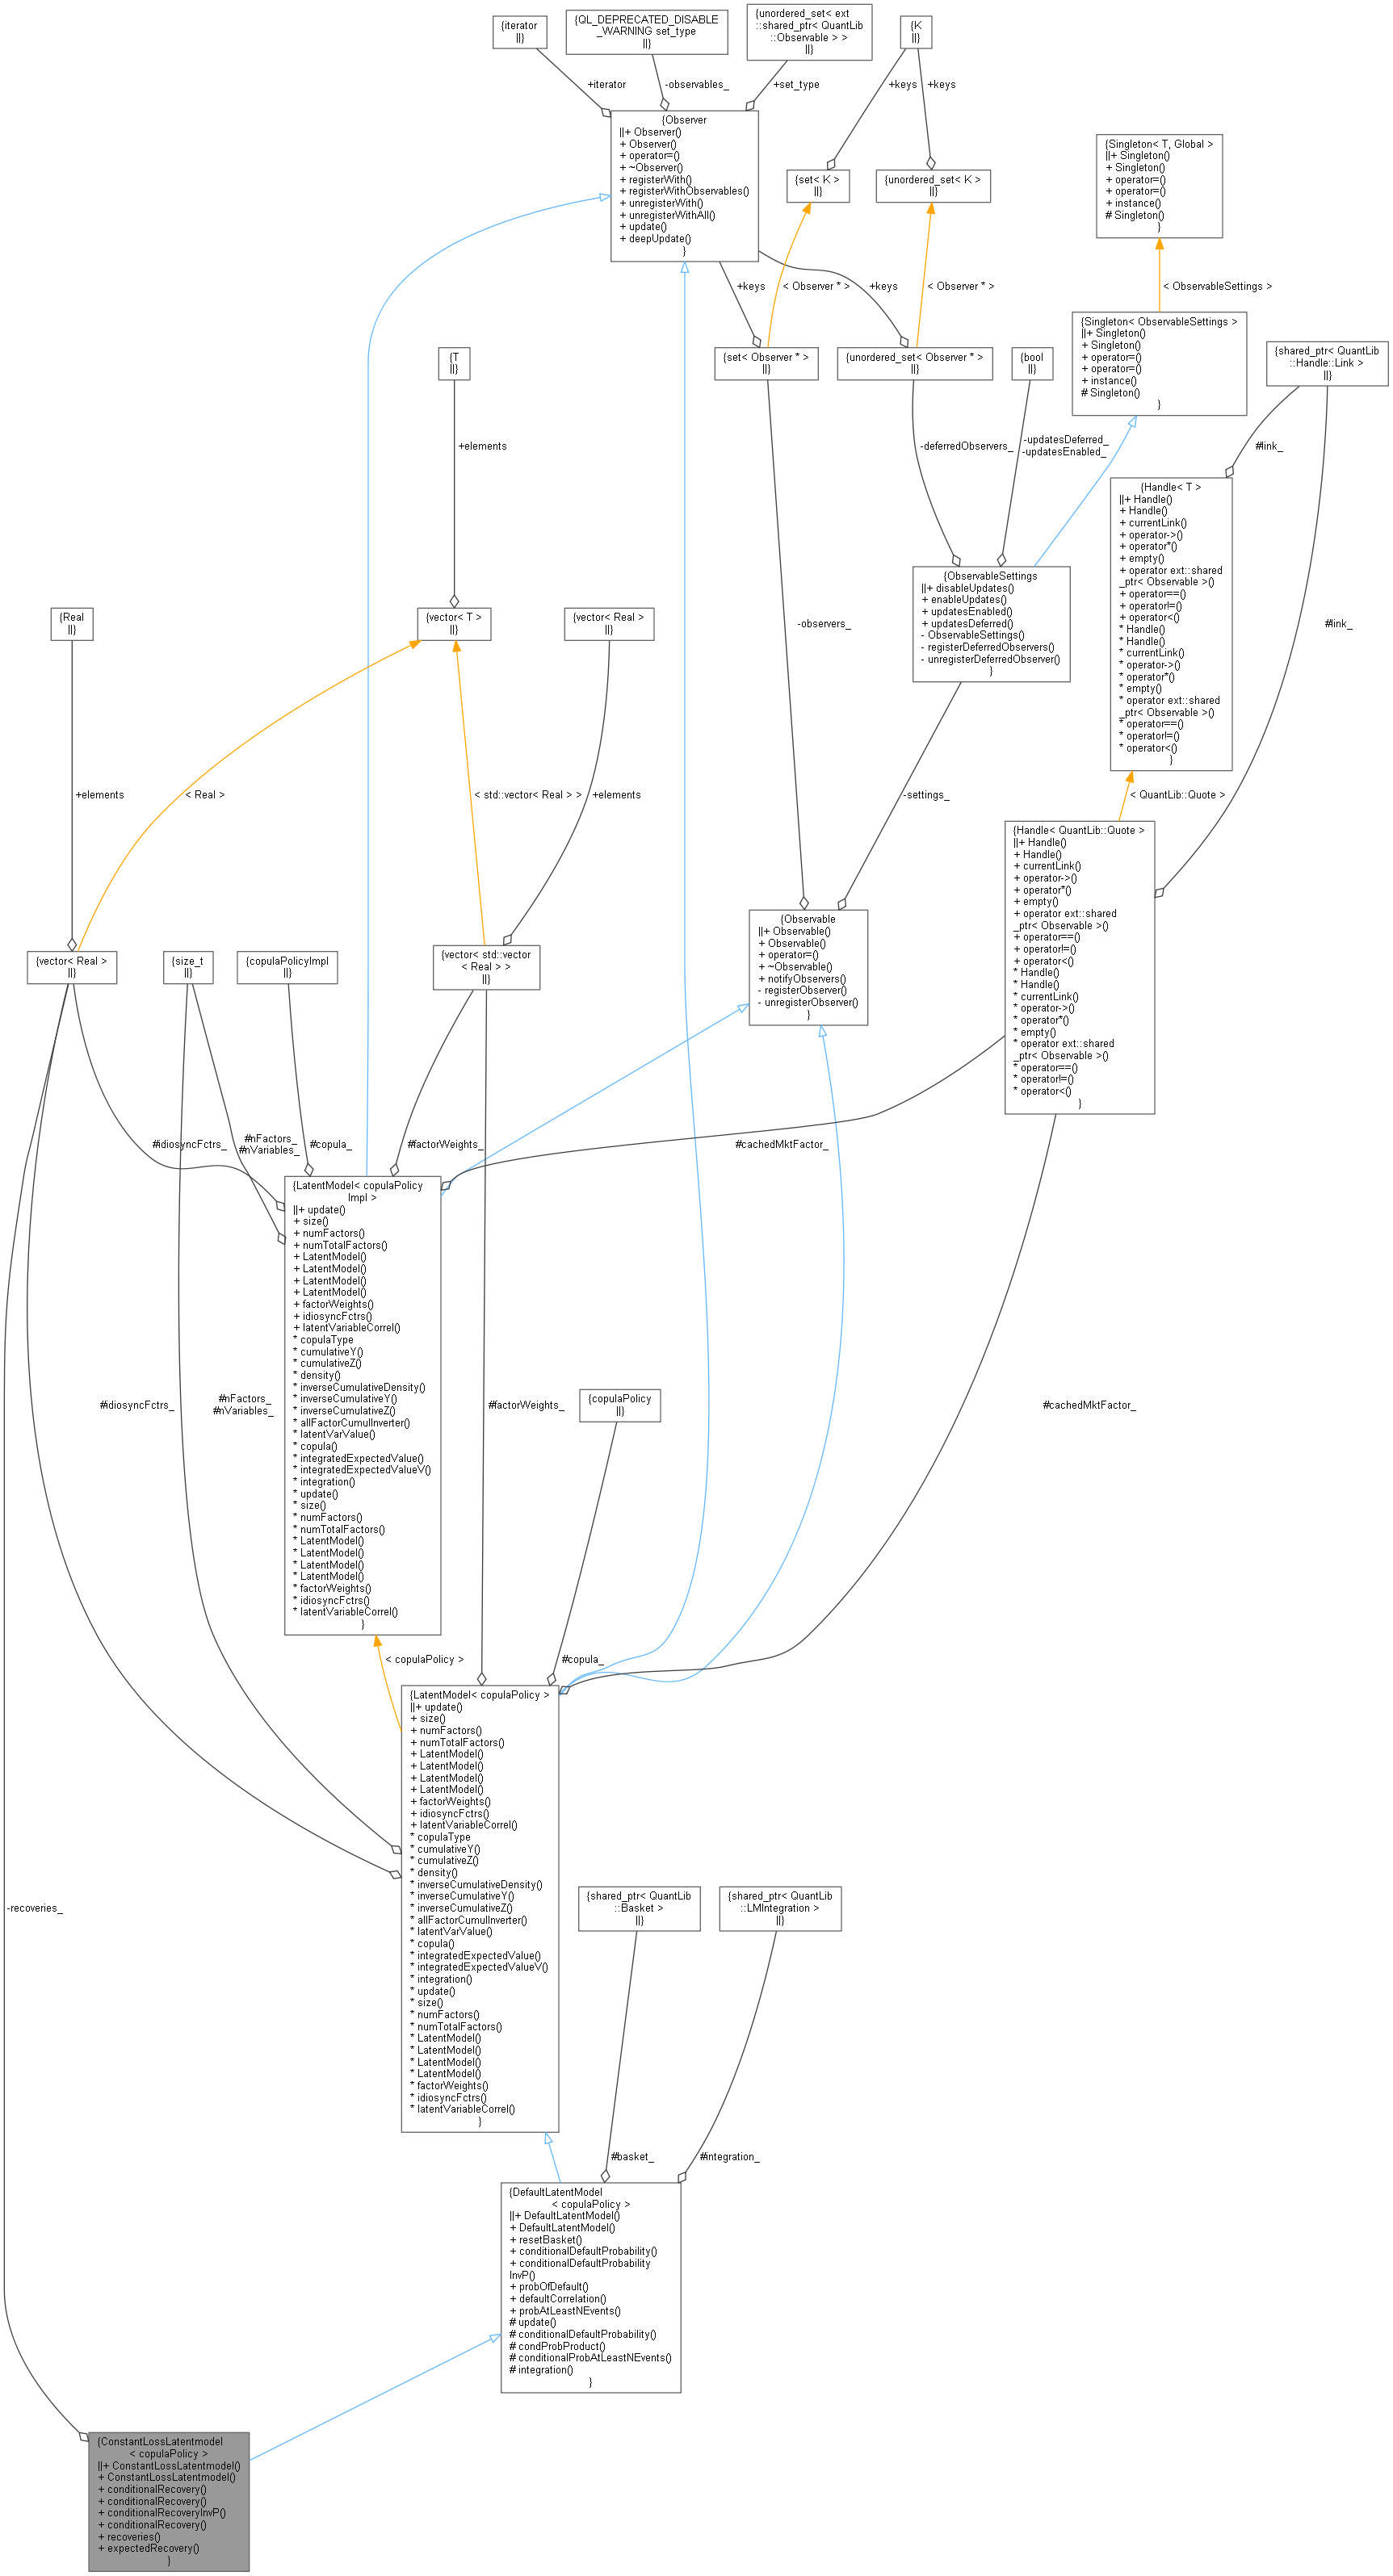 {iterator
||}
{QL_DEPRECATED_DISABLE
_WARNING set_type
||}
{unordered_set< ext
::shared_ptr< QuantLib
::Observable > >
||}
{K
||}
+iterator
-observables_
+set_type
+keys
+keys
{Observer
||+ Observer()
+ Observer()
+ operator=()
+ ~Observer()
+ registerWith()
+ registerWithObservables()
+ unregisterWith()
+ unregisterWithAll()
+ update()
+ deepUpdate()
}
{set< K >
||}
{unordered_set< K >
||}
{Singleton< T, Global >
||+ Singleton()
+ Singleton()
+ operator=()
+ operator=()
+ instance()
# Singleton()
}
+keys
< Observer * >
+keys
< Observer * >
< ObservableSettings >
{T
||}
{set< Observer * >
||}
{unordered_set< Observer * >
||}
{bool
||}
{Singleton< ObservableSettings >
||+ Singleton()
+ Singleton()
+ operator=()
+ operator=()
+ instance()
# Singleton()
}
{shared_ptr< QuantLib
::Handle::Link >
||}
+elements
-deferredObservers_
-updatesDeferred_
-updatesEnabled_
#link_
{Handle< T >
||+ Handle()
+ Handle()
+ currentLink()
+ operator->()
+ operator*()
+ empty()
+ operator ext::shared
_ptr< Observable >()
+ operator==()
+ operator!=()
+ operator<()
* Handle()
* Handle()
* currentLink()
* operator->()
* operator*()
* empty()
* operator ext::shared
_ptr< Observable >()
* operator==()
* operator!=()
* operator<()
}
{ObservableSettings
||+ disableUpdates()
+ enableUpdates()
+ updatesEnabled()
+ updatesDeferred()
- ObservableSettings()
- registerDeferredObservers()
- unregisterDeferredObserver()
}
{Real
||}
{vector< T >
||}
{vector< Real >
||}
-observers_
#link_
+elements
< Real >
< std::vector< Real > >
+elements
-settings_
< QuantLib::Quote >
{Handle< QuantLib::Quote >
||+ Handle()
+ Handle()
+ currentLink()
+ operator->()
+ operator*()
+ empty()
+ operator ext::shared
_ptr< Observable >()
+ operator==()
+ operator!=()
+ operator<()
* Handle()
* Handle()
* currentLink()
* operator->()
* operator*()
* empty()
* operator ext::shared
_ptr< Observable >()
* operator==()
* operator!=()
* operator<()
}
{Observable
||+ Observable()
+ Observable()
+ operator=()
+ ~Observable()
+ notifyObservers()
- registerObserver()
- unregisterObserver()
}
{vector< Real >
||}
{size_t
||}
{copulaPolicyImpl
||}
{vector< std::vector
< Real > >
||}
#idiosyncFctrs_
#nFactors_
#nVariables_
#copula_
#factorWeights_
#cachedMktFactor_
{LatentModel< copulaPolicy
Impl >
||+ update()
+ size()
+ numFactors()
+ numTotalFactors()
+ LatentModel()
+ LatentModel()
+ LatentModel()
+ LatentModel()
+ factorWeights()
+ idiosyncFctrs()
+ latentVariableCorrel()
* copulaType
* cumulativeY()
* cumulativeZ()
* density()
* inverseCumulativeDensity()
* inverseCumulativeY()
* inverseCumulativeZ()
* allFactorCumulInverter()
* latentVarValue()
* copula()
* integratedExpectedValue()
* integratedExpectedValueV()
* integration()
* update()
* size()
* numFactors()
* numTotalFactors()
* LatentModel()
* LatentModel()
* LatentModel()
* LatentModel()
* factorWeights()
* idiosyncFctrs()
* latentVariableCorrel()
}
{copulaPolicy
||}
#idiosyncFctrs_
#nFactors_
#nVariables_
#factorWeights_
#cachedMktFactor_
< copulaPolicy >
#copula_
{LatentModel< copulaPolicy >
||+ update()
+ size()
+ numFactors()
+ numTotalFactors()
+ LatentModel()
+ LatentModel()
+ LatentModel()
+ LatentModel()
+ factorWeights()
+ idiosyncFctrs()
+ latentVariableCorrel()
* copulaType
* cumulativeY()
* cumulativeZ()
* density()
* inverseCumulativeDensity()
* inverseCumulativeY()
* inverseCumulativeZ()
* allFactorCumulInverter()
* latentVarValue()
* copula()
* integratedExpectedValue()
* integratedExpectedValueV()
* integration()
* update()
* size()
* numFactors()
* numTotalFactors()
* LatentModel()
* LatentModel()
* LatentModel()
* LatentModel()
* factorWeights()
* idiosyncFctrs()
* latentVariableCorrel()
}
{shared_ptr< QuantLib
::Basket >
||}
{shared_ptr< QuantLib
::LMIntegration >
||}
-recoveries_
#basket_
#integration_
{DefaultLatentModel
< copulaPolicy >
||+ DefaultLatentModel()
+ DefaultLatentModel()
+ resetBasket()
+ conditionalDefaultProbability()
+ conditionalDefaultProbability
InvP()
+ probOfDefault()
+ defaultCorrelation()
+ probAtLeastNEvents()
# update()
# conditionalDefaultProbability()
# condProbProduct()
# conditionalProbAtLeastNEvents()
# integration()
}
{ConstantLossLatentmodel
< copulaPolicy >
||+ ConstantLossLatentmodel()
+ ConstantLossLatentmodel()
+ conditionalRecovery()
+ conditionalRecovery()
+ conditionalRecoveryInvP()
+ conditionalRecovery()
+ recoveries()
+ expectedRecovery()
}